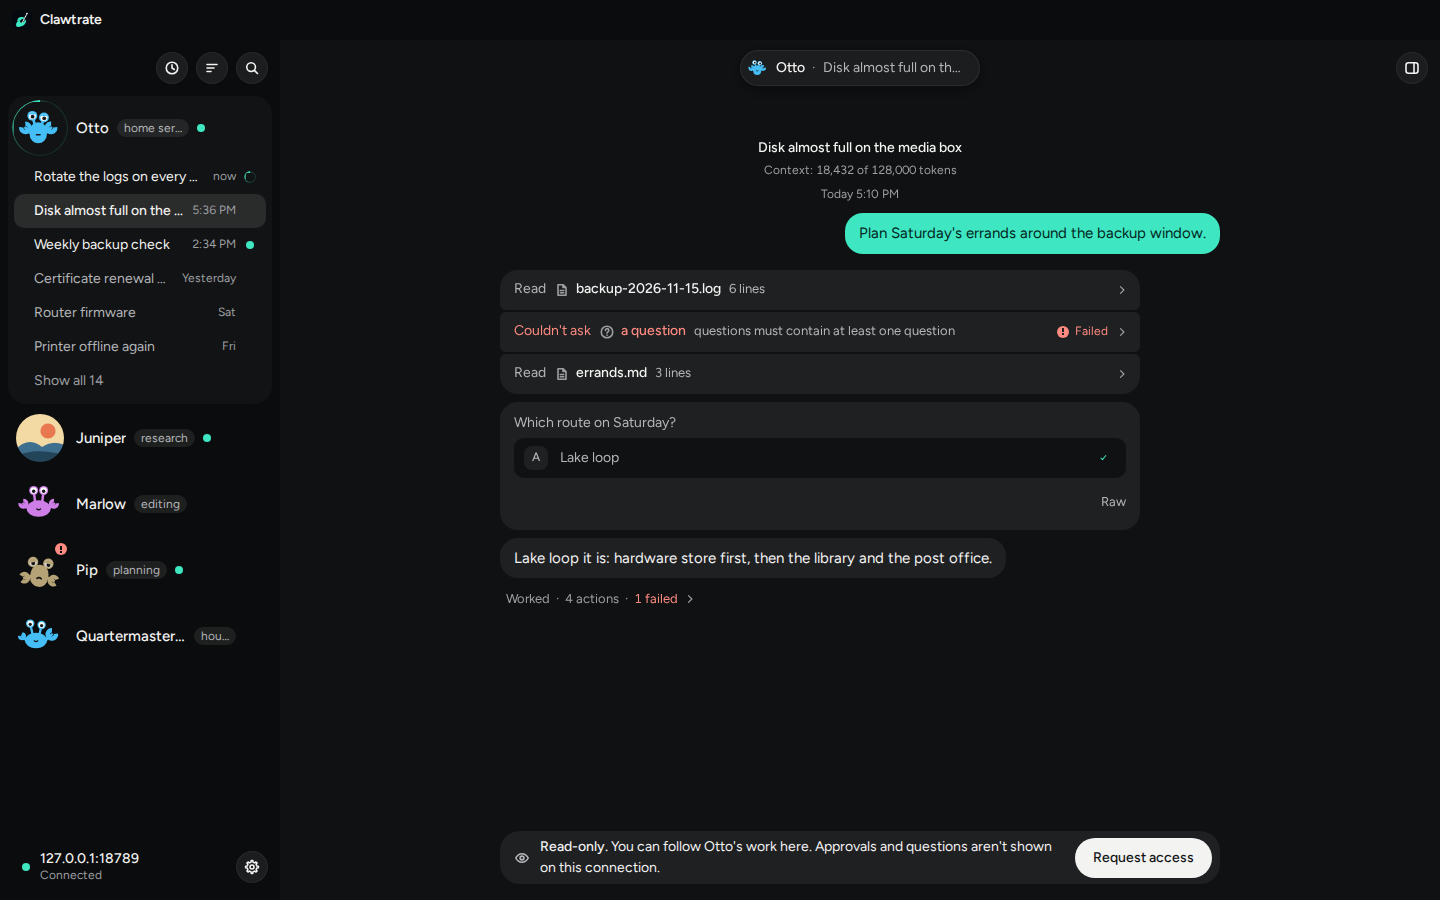 Clawtrate
Otto · Disk almost full on th...
Otto home ser...
Rotate the logs on every ... now
Disk almost full on the ... 5:36 PM
Weekly backup check 2:34 PM
Certificate renewal ... Yesterday
Router firmware Sat
Printer offline again Fri
Show all 14
Juniper research
Marlow editing
Pip planning
Quartermaster... hou...
127.0.0.1:18789
Connected
Disk almost full on the media box
Context: 18,432 of 128,000 tokens
Today 5:10 PM
Plan Saturday's errands around the backup window.
Read backup-2026-11-15.log 6 lines
Couldn't ask a question questions must contain at least one question Failed
Read errands.md 3 lines
Which route on Saturday?
A Lake loop
Raw
Lake loop it is: hardware store first, then the library and the post office.
Worked · 4 actions · 1 failed
Read-only. You can follow Otto's work here. Approvals and questions aren't shown
on this connection.
Request access